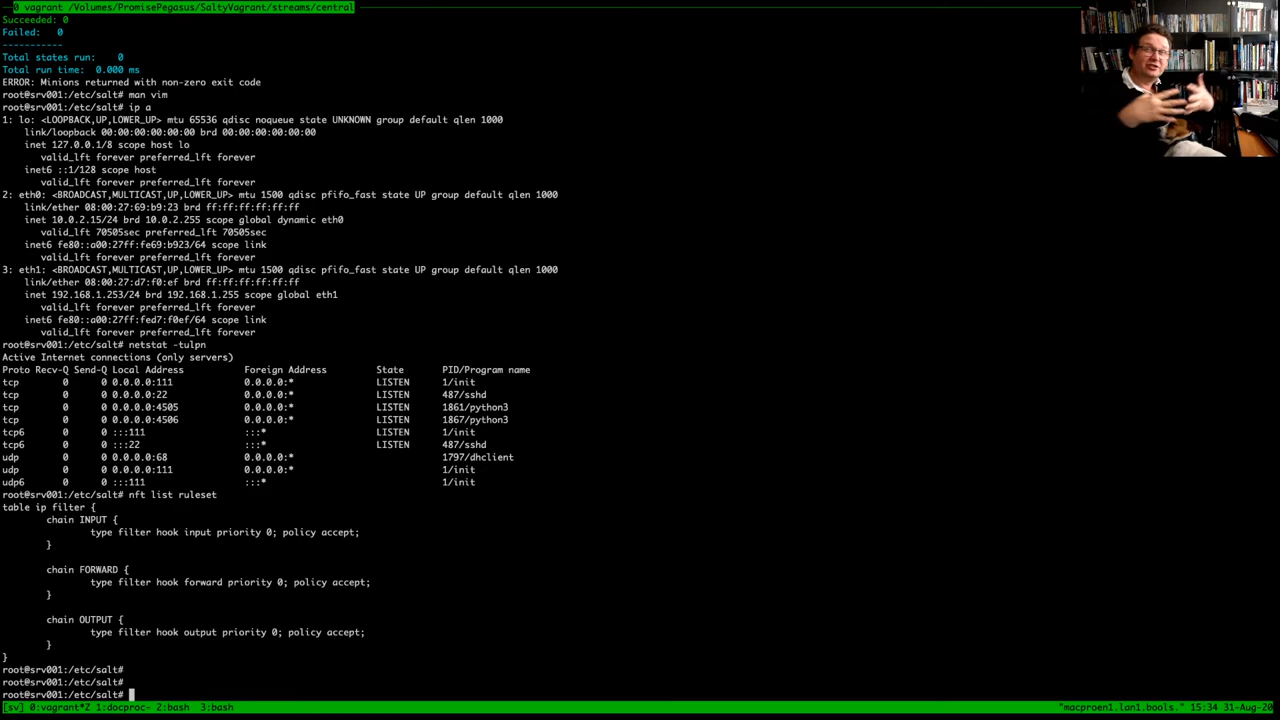 0 vagrant /Volumes/PromisePegasus/SaltyVagrant/streams/central
Succeeded: 0
Failed:    0
-----------
Total states run:     0
Total run time:  0.000 ms
ERROR: Minions returned with non-zero exit code
root@srv001:/etc/salt# man vim
root@srv001:/etc/salt# ip a
1: lo: <LOOPBACK,UP,LOWER_UP> mtu 65536 qdisc noqueue state UNKNOWN group default qlen 1000
    link/loopback 00:00:00:00:00:00 brd 00:00:00:00:00:00
    inet 127.0.0.1/8 scope host lo
       valid_lft forever preferred_lft forever
    inet6 ::1/128 scope host
       valid_lft forever preferred_lft forever
2: eth0: <BROADCAST,MULTICAST,UP,LOWER_UP> mtu 1500 qdisc pfifo_fast state UP group default qlen 1000
    link/ether 08:00:27:69:b9:23 brd ff:ff:ff:ff:ff:ff
    inet 10.0.2.15/24 brd 10.0.2.255 scope global dynamic eth0
       valid_lft 70505sec preferred_lft 70505sec
    inet6 fe80::a00:27ff:fe69:b923/64 scope link
       valid_lft forever preferred_lft forever
3: eth1: <BROADCAST,MULTICAST,UP,LOWER_UP> mtu 1500 qdisc pfifo_fast state UP group default qlen 1000
    link/ether 08:00:27:d7:f0:ef brd ff:ff:ff:ff:ff:ff
    inet 192.168.1.253/24 brd 192.168.1.255 scope global eth1
       valid_lft forever preferred_lft forever
    inet6 fe80::a00:27ff:fed7:f0ef/64 scope link
       valid_lft forever preferred_lft forever
root@srv001:/etc/salt# netstat -tulpn
Active Internet connections (only servers)
Proto Recv-Q Send-Q Local Address           Foreign Address         State       PID/Program name
tcp        0      0 0.0.0.0:111             0.0.0.0:*               LISTEN      1/init
tcp        0      0 0.0.0.0:22              0.0.0.0:*               LISTEN      487/sshd
tcp        0      0 0.0.0.0:4505            0.0.0.0:*               LISTEN      1861/python3
tcp        0      0 0.0.0.0:4506            0.0.0.0:*               LISTEN      1867/python3
tcp6       0      0 :::111                  :::*                    LISTEN      1/init
tcp6       0      0 :::22                   :::*                    LISTEN      487/sshd
udp        0      0 0.0.0.0:68              0.0.0.0:*                           1797/dhclient
udp        0      0 0.0.0.0:111             0.0.0.0:*                           1/init
udp6       0      0 :::111                  :::*                                1/init
root@srv001:/etc/salt# nft list ruleset
table ip filter {
        chain INPUT {
                type filter hook input priority 0; policy accept;
        }
        chain FORWARD {
                type filter hook forward priority 0; policy accept;
        }
        chain OUTPUT {
                type filter hook output priority 0; policy accept;
        }
}
root@srv001:/etc/salt#
root@srv001:/etc/salt#
root@srv001:/etc/salt#
[sv] 0:vagrant*Z 1:docproc- 2:bash  3:bash "macproen1.lan1.bools." 15:34 31-Aug-20